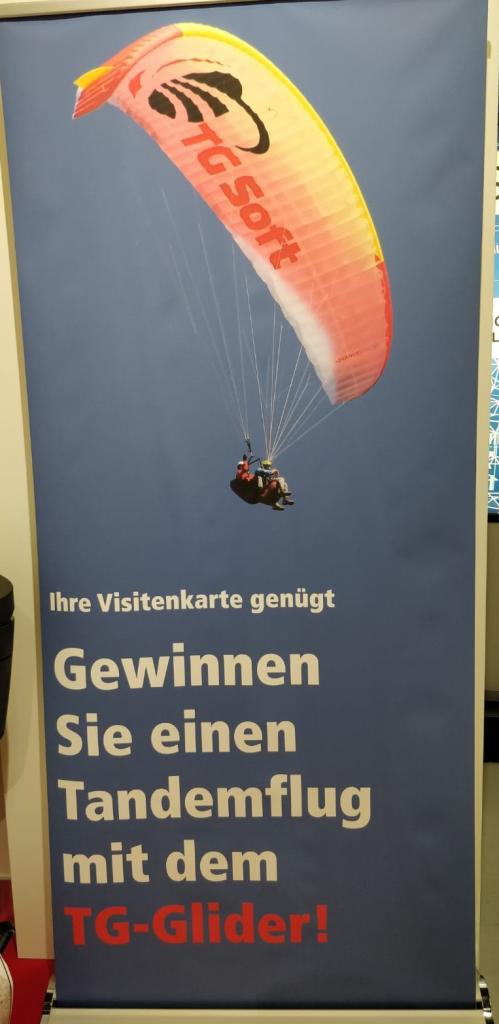 TG Soft
Ihre Visitenkarte genügt
Gewinnen
Sie einen
Tandemflug
mit dem
TG-Glider!